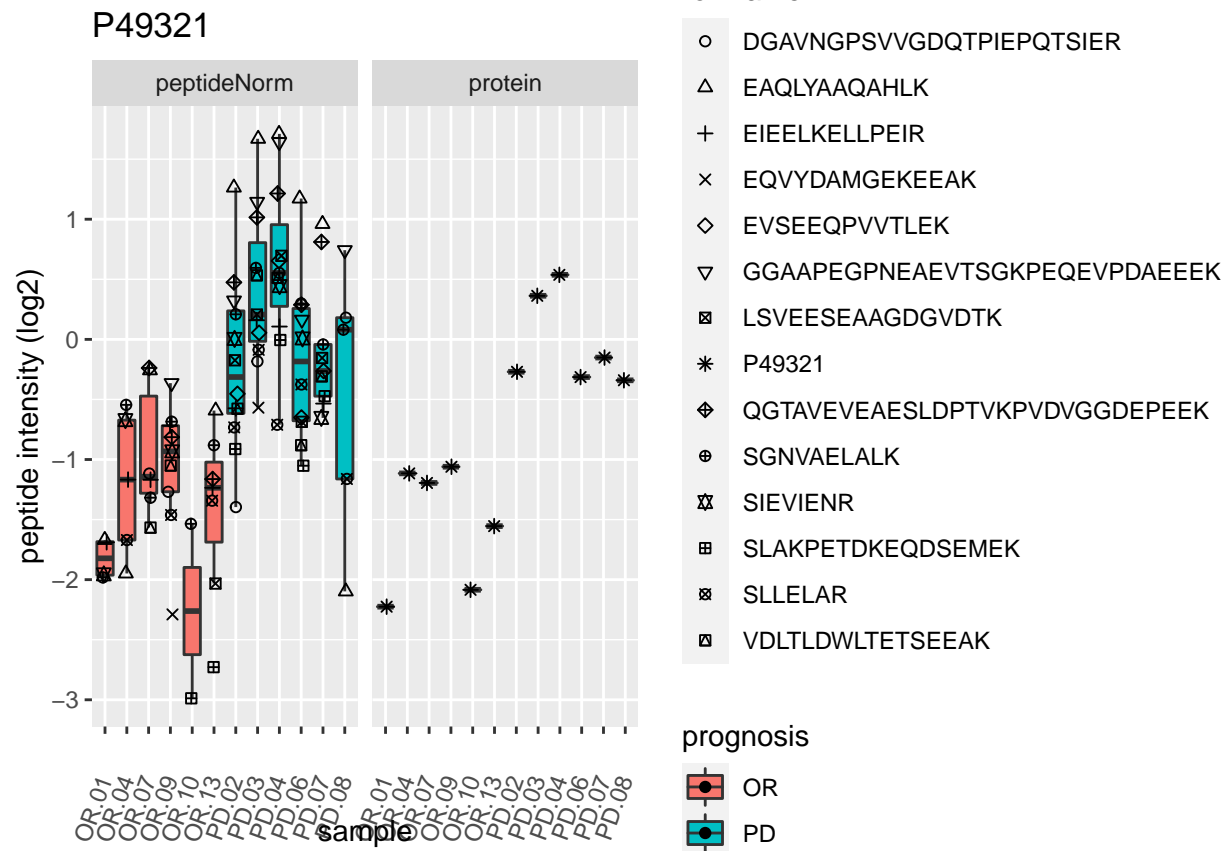 P49321
peptideNorm
protein
peptide intensity (log2)
1
0
−1
−2
−3
OR.01
OR.04
OR.07
OR.09
OR.10
OR.13
PD.02
PD.03
PD.04
PD.06
PD.07
PD.08
OR.01
OR.04
OR.07
OR.09
OR.10
OR.13
PD.02
PD.03
PD.04
PD.06
PD.07
PD.08
sample
DGAVNGPSVVGDQTPIEPQTSIER
EAQLYAAQAHLK
EIEELKELLPEIR
EQVYDAMGEKEEAK
EVSEEQPVVTLEK
GGAAPEGPNEAEVTSGKPEQEVPDAEEEK
LSVEESEAAGDGVDTK
P49321
QGTAVEVEAESLDPTVKPVDVGGDEPEEK
SGNVAELALK
SIEVIENR
SLAKPETDKEQDSEMEK
SLLELAR
VDLTLDWLTETSEEAK
prognosis
OR
PD